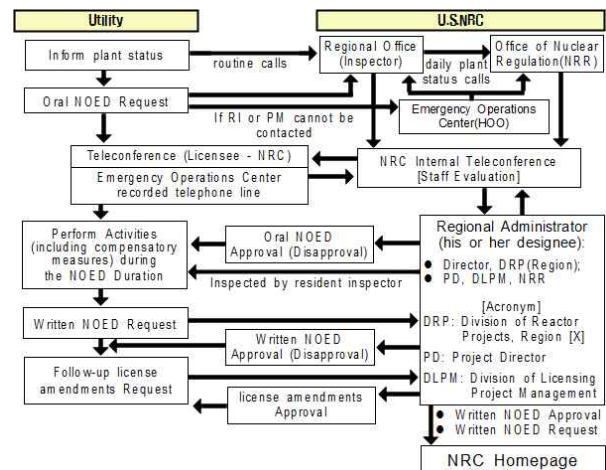 Utility
U.S.NRC
Inform plant status
routine calls
Regional Office
(Inspector)
daily plant
status calls
Office of Nuclear
Regulation(NRR)
Oral NOED Request
If RI or PM cannot be
contacted
Emergency Operations
Center(HOO)
Teleconference (Licensee - NRC)
Emergency Operations Center
recorded telephone line
NRC Internal Teleconference
[Staff Evaluation]
Perform Activities
(including compensatory
measures) during
the NOED Duration
Oral NOED
Approval (Disapproval)
Inspected by resident inspector
Regional Administrator
(his or her designee):
● Director, DRP(Region);
● PD, DLPM, NRR
[Acronym]
DRP: Division of Reactor
Projects, Region [X]
PD: Project Director
DLPM: Division of Licensing
Project Management
Written NOED Request
Written NOED
Approval (Disapproval)
Follow-up license
amendments Request
license amendments
Approval
● Written NOED Approval
● Written NOED Request
NRC Homepage